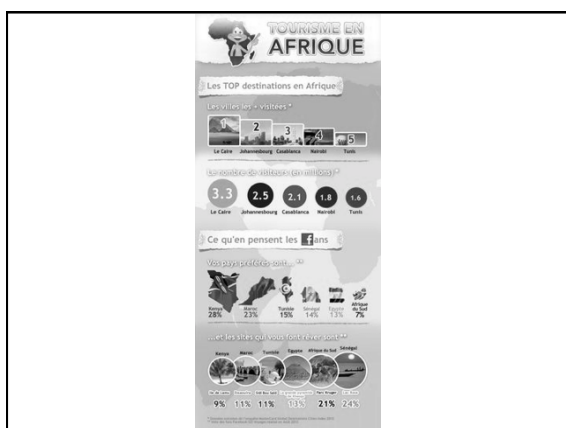 TOURISME EN
AFRIQUE
Les TOP destinations en Afrique
Les villes les + visitées *
1 2 3 4 5
Le Caire Johannesbourg Casablanca Nairobi Tunis
Le nombre de visiteurs (en millions)*
3.3 2.5 2.1 1.8 1.6
Le Caire Johannesbourg Casablanca Nairobi Tunis
Ce qu'en pensent les fans
Vos pays préférés sont... **
Kenya Maroc Tunisie Sénégal Egypte Afrique du Sud
28% 23% 15% 14% 13% 7%
...et les sites qui vous font rêver sont **
Kenya Maroc Tunisie Egypte Afrique du Sud Sénégal
9% 11% 11% 13% 21% 24%